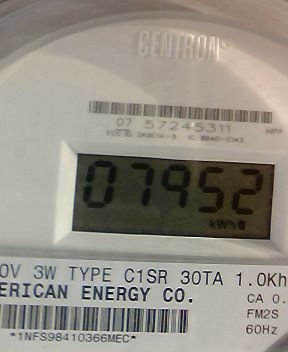 CENTRON®
07 57245311
07952
kWh
0V 3W TYPE C1SR 30TA 1.0Kh
ERICAN ENERGY CO.
CA 0.
FM2S
60Hz
*1NFS98410366MEC*